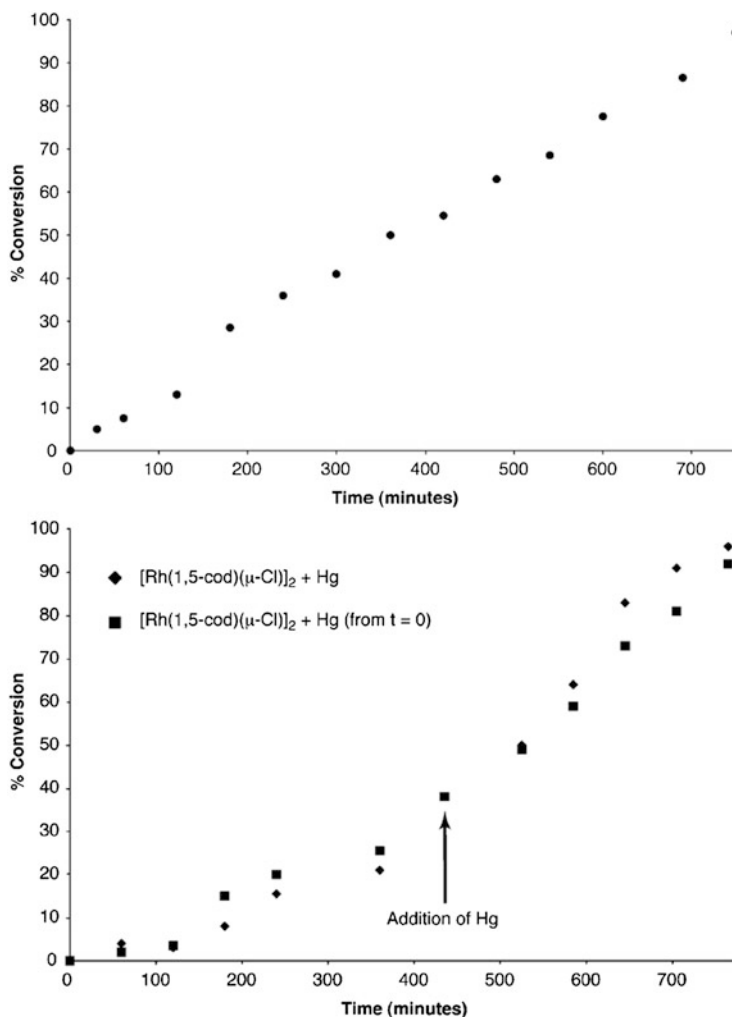 100
90
80
70
60
50
40
30
20
10
0
% Conversion
0 100 200 300 400 500 600 700
Time (minutes)
100
90
80
70
60
50
40
30
20
10
0
% Conversion
[Rh(1,5-cod)(μ-Cl)]₂ + Hg
[Rh(1,5-cod)(μ-Cl)]₂ + Hg (from t = 0)
Addition of Hg
0 100 200 300 400 500 600 700
Time (minutes)